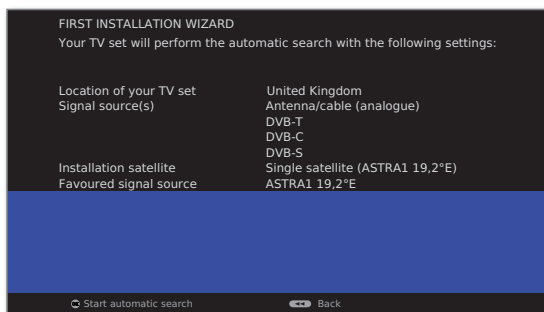 FIRST INSTALLATION WIZARD
Your TV set will perform the automatic search with the following settings:
Location of your TV set United Kingdom
Signal source(s) Antenna/cable (analogue)
DVB-T
DVB-C
DVB-S
Installation satellite Single satellite (ASTRA1 19,2°E)
Favoured signal source ASTRA1 19,2°E
OK Start automatic search Back